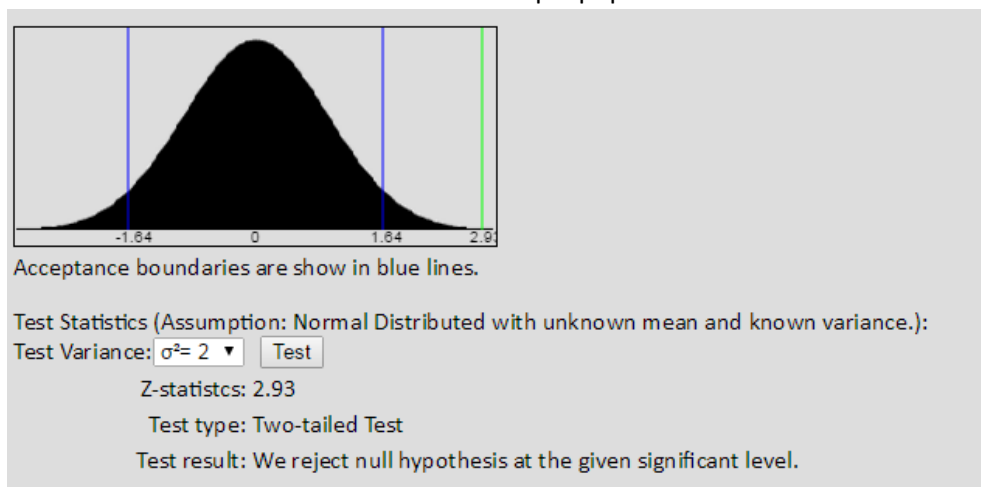 -1.64 0 1.64 2.93
Acceptance boundaries are show in blue lines.
Test Statistics (Assumption: Normal Distributed with unknown mean and known variance.):
Test Variance: σ²= 2 ▼ Test
Z-statistcs: 2.93
Test type: Two-tailed Test
Test result: We reject null hypothesis at the given significant level.